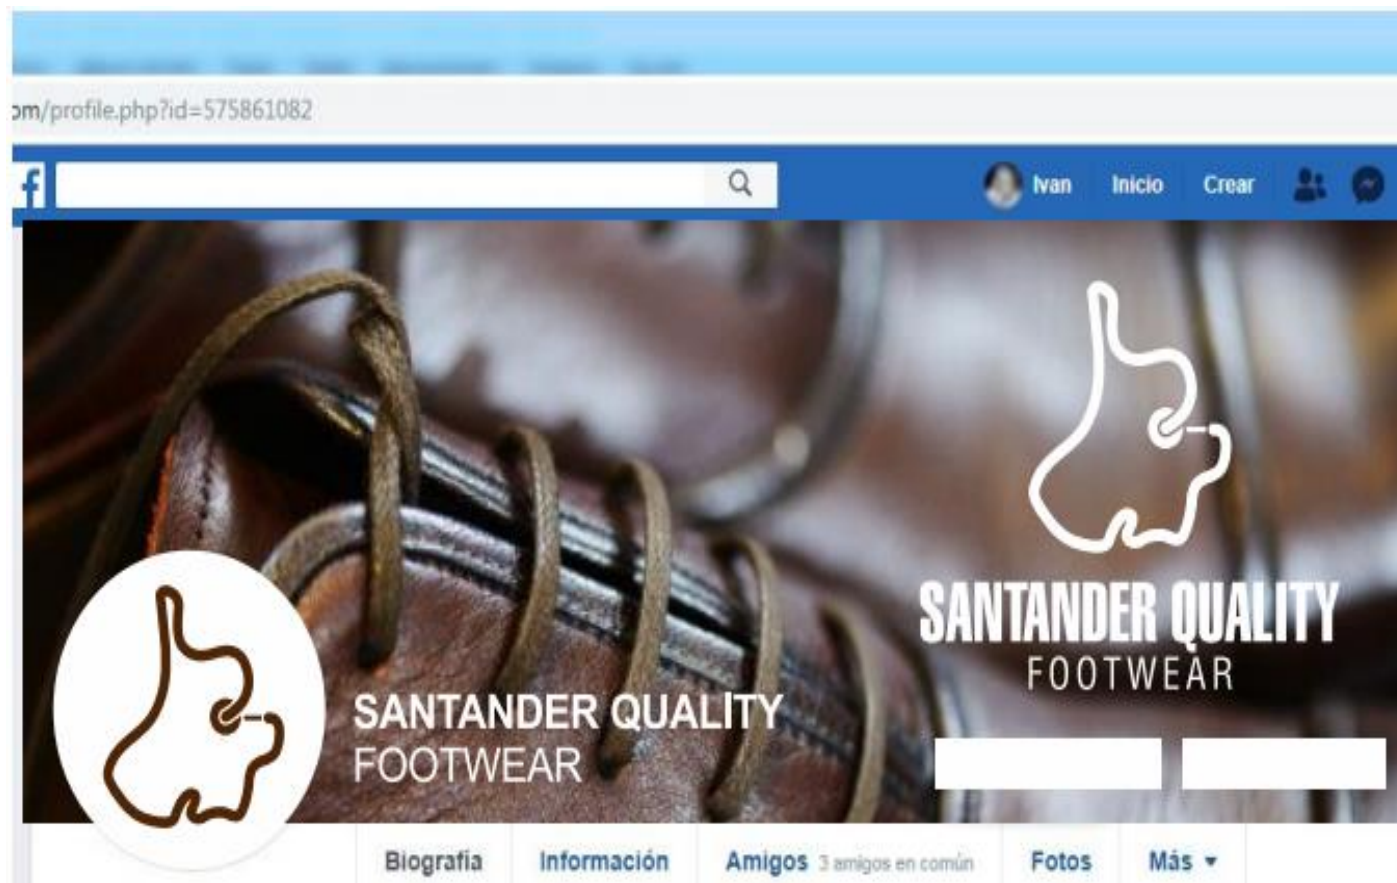 om/profile.php?id=575861082
f
Ivan Inicio Crear
SANTANDER QUALITY
FOOTWEAR
SANTANDER QUALITY
FOOTWEAR
Biografía Información Amigos 3 amigos en común Fotos Más